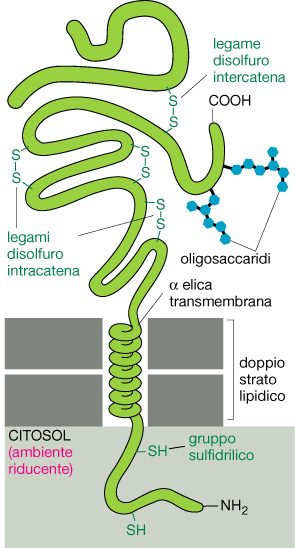 legame
disolfuro
intercatena
S
S
COOH
S
S
S
S
S
S
legami
disolfuro
intracatena
oligosaccaridi
α elica
transmembrana
doppio
strato
lipidico
CITOSOL
(ambiente
riducente)
gruppo
sulfidrilico
SH
NH2
SH